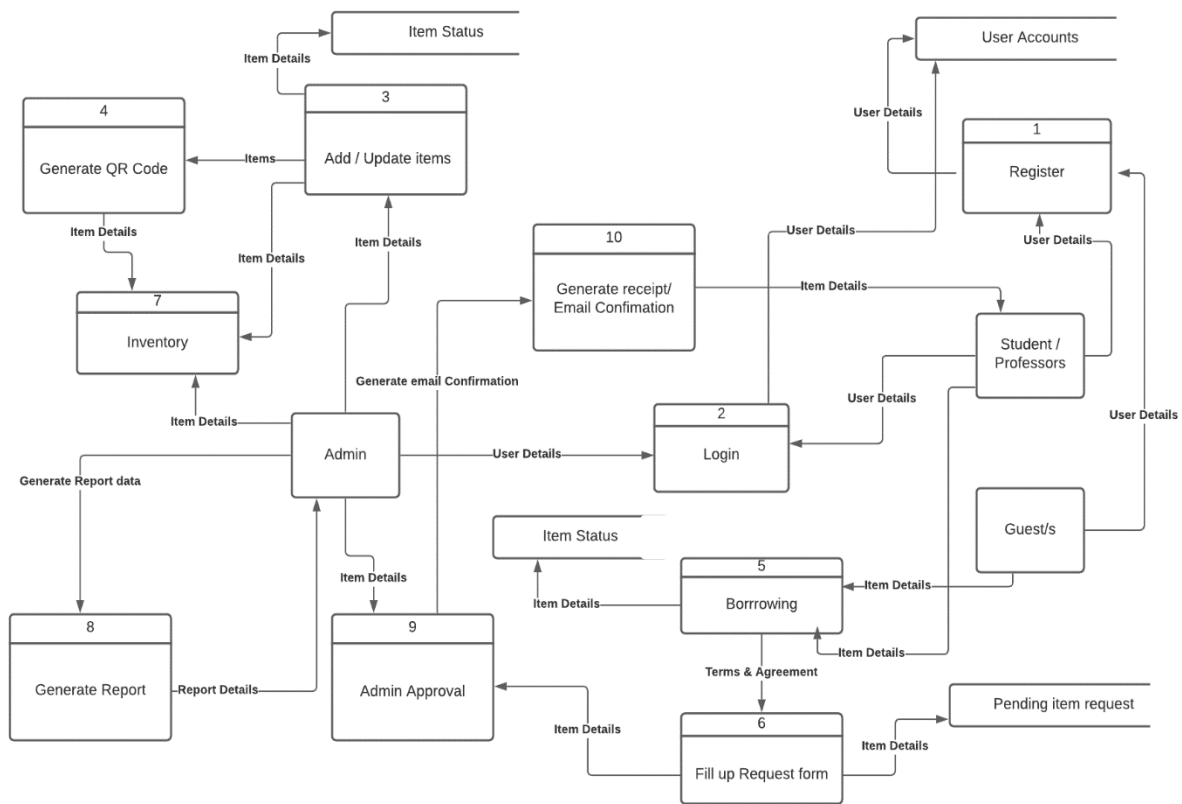 Item Status
User Accounts
Item Details
4
Generate QR Code
Items
3
Add / Update items
User Details
1
Register
Item Details
Item Details
Item Details
User Details
User Details
10
Generate receipt/
Email Confimation
Item Details
7
Inventory
Student /
Professors
Generate email Confirmation
User Details
User Details
Item Details
2
Login
Admin
User Details
Generate Report data
Item Status
Guest/s
5
Borrrowing
Item Details
Item Details
Item Details
Item Details
8
Generate Report
Report Details
9
Admin Approval
Terms & Agreement
Pending item request
6
Fill up Request form
Item Details
Item Details